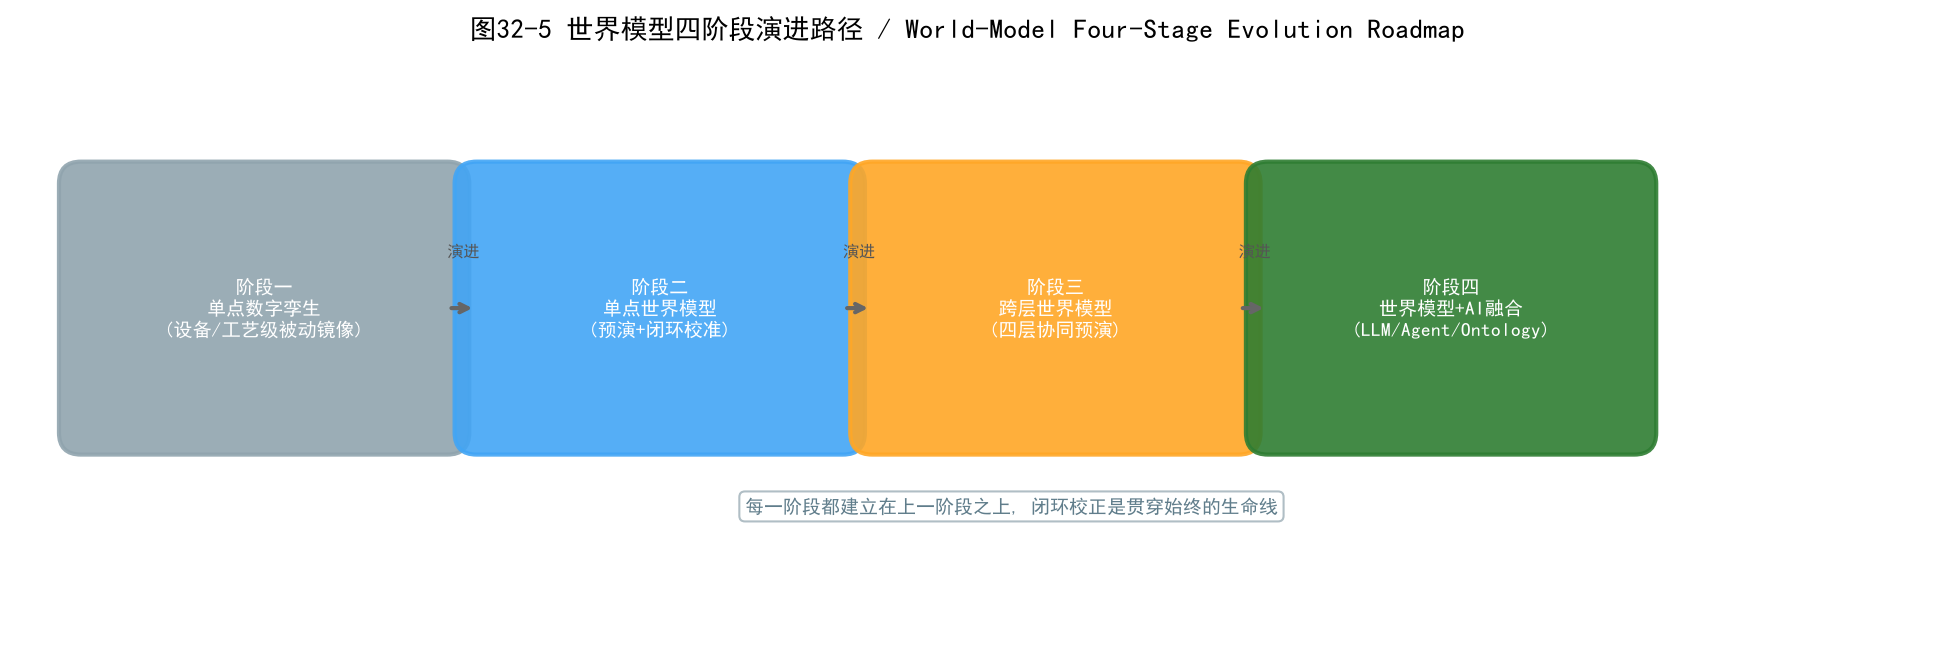 图32-5 世界模型四阶段演进路径 / World-Model Four-Stage Evolution Roadmap
阶段一
单点数字孪生
(设备/工艺级被动镜像)
演进
阶段二
单点世界模型
(预演+闭环校准)
演进
阶段三
跨层世界模型
(四层协同预演)
演进
阶段四
世界模型+AI融合
(LLM/Agent/Ontology)
每一阶段都建立在上一阶段之上, 闭环校正是贯穿始终的生命线